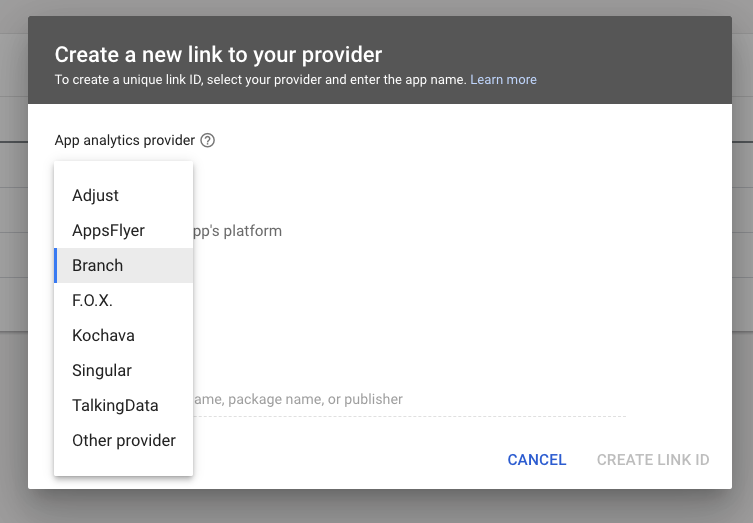 Create a new link to your provider
To create a unique link ID, select your provider and enter the app name. Learn more
App analytics provider ?
Adjust
AppsFlyer
pp's platform
Branch
F.O.X.
Kochava
Singular
TalkingData
ame, package name, or publisher
Other provider
CANCEL CREATE LINK ID